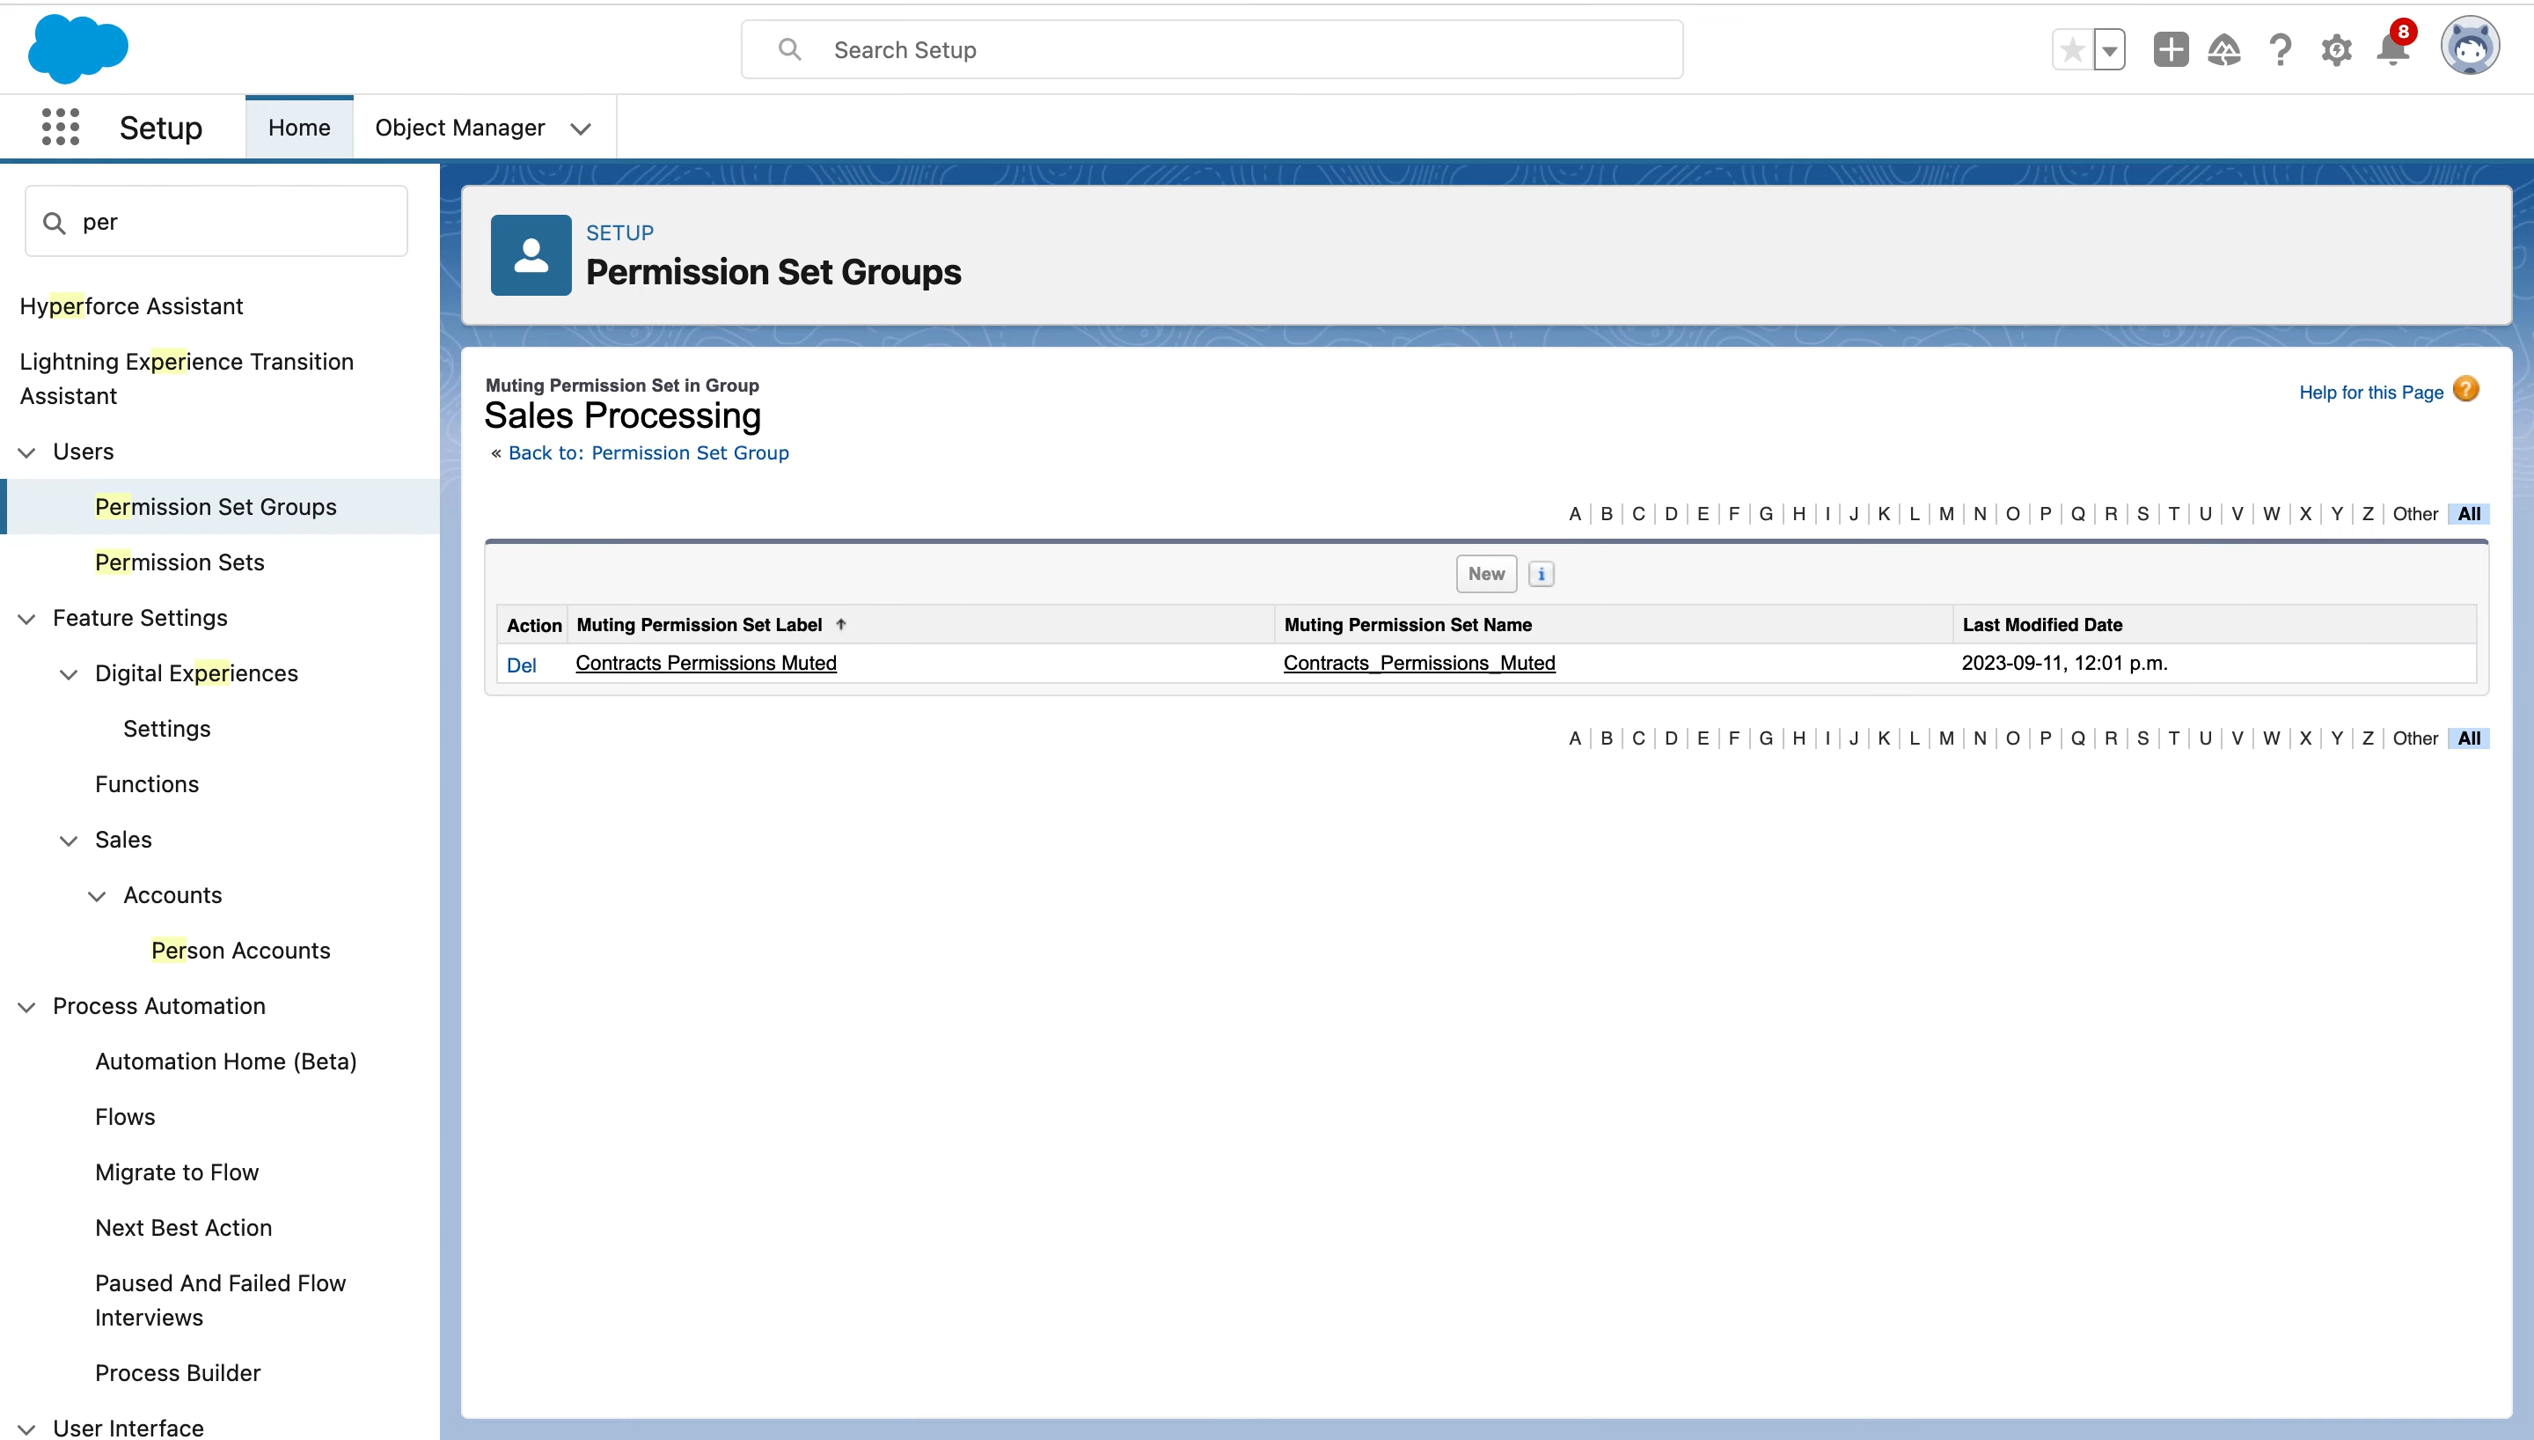 Search Setup
8
Setup
Home
Object Manager
per
Hyperforce Assistant
Lightning Experience Transition
Assistant
Users
Permission Set Groups
Permission Sets
Feature Settings
Digital Experiences
Settings
Functions
Sales
Accounts
Person Accounts
Process Automation
Automation Home (Beta)
Flows
Migrate to Flow
Next Best Action
Paused And Failed Flow
Interviews
Process Builder
User Interface
SETUP
Permission Set Groups
Muting Permission Set in Group
Sales Processing
« Back to: Permission Set Group
Help for this Page ?
A | B | C | D | E | F | G | H | I | J | K | L | M | N | O | P | Q | R | S | T | U | V | W | X | Y | Z | Other | All
New i
Action Muting Permission Set Label ↑ Muting Permission Set Name Last Modified Date
Del Contracts Permissions Muted Contracts_Permissions_Muted 2023-09-11, 12:01 p.m.
A | B | C | D | E | F | G | H | I | J | K | L | M | N | O | P | Q | R | S | T | U | V | W | X | Y | Z | Other | All